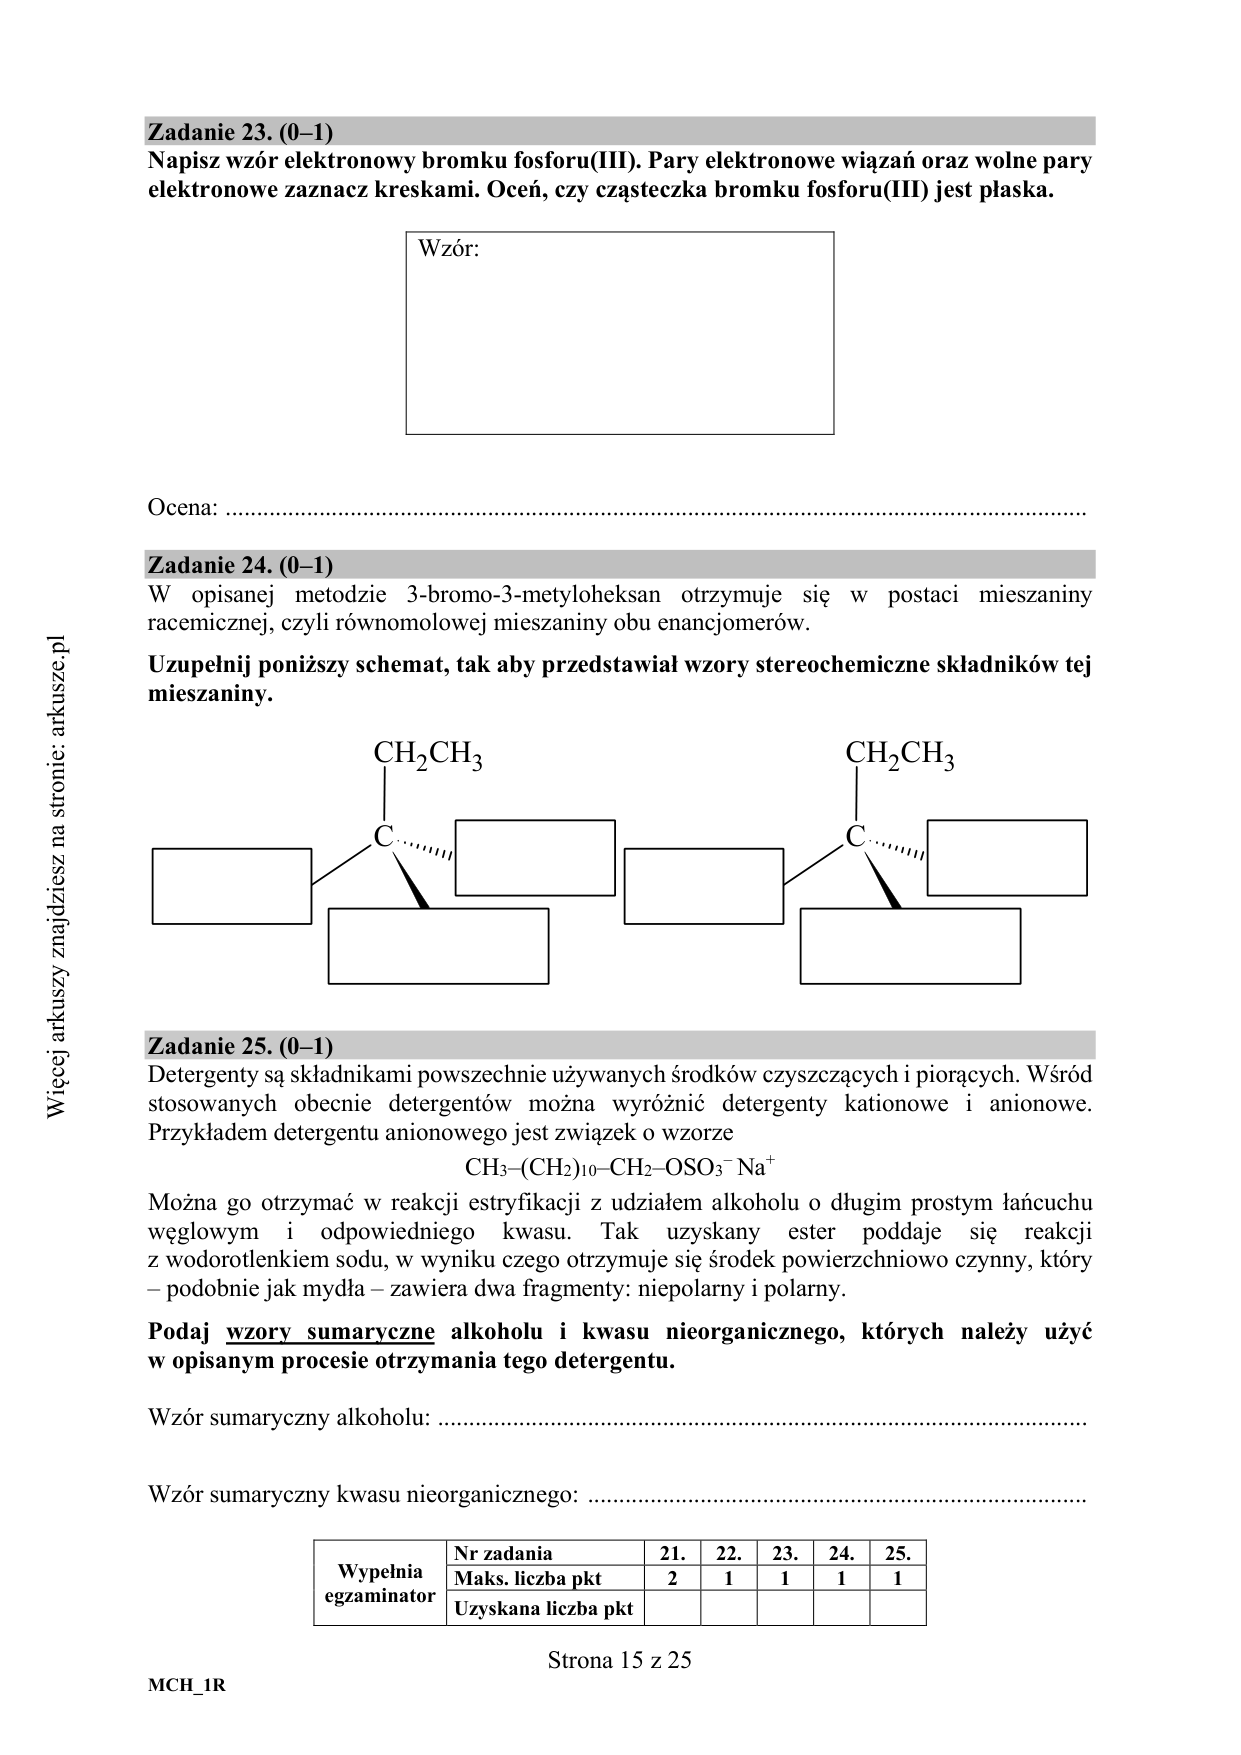 Zadanie 23. (0–1)
Napisz wzór elektronowy bromku fosforu(III). Pary elektronowe wiązań oraz wolne pary
elektronowe zaznacz kreskami. Oceń, czy cząsteczka bromku fosforu(III) jest płaska.
Wzór:
Ocena: ..........................................................................................................................................
Zadanie 24. (0–1)
W opisanej metodzie 3-bromo-3-metyloheksan otrzymuje się w postaci mieszaniny
racemicznej, czyli równomolowej mieszaniny obu enancjomerów.
Uzupełnij poniższy schemat, tak aby przedstawiał wzory stereochemiczne składników tej
mieszaniny.
CH2CH3 CH2CH3
C C
Zadanie 25. (0–1)
Detergenty są składnikami powszechnie używanych środków czyszczących i piorących. Wśród
stosowanych obecnie detergentów można wyróżnić detergenty kationowe i anionowe.
Przykładem detergentu anionowego jest związek o wzorze
CH3–(CH2)10–CH2–OSO3– Na+
Można go otrzymać w reakcji estryfikacji z udziałem alkoholu o długim prostym łańcuchu
węglowym i odpowiedniego kwasu. Tak uzyskany ester poddaje się reakcji
z wodorotlenkiem sodu, w wyniku czego otrzymuje się środek powierzchniowo czynny, który
– podobnie jak mydła – zawiera dwa fragmenty: niepolarny i polarny.
Podaj wzory sumaryczne alkoholu i kwasu nieorganicznego, których należy użyć
w opisanym procesie otrzymania tego detergentu.
Wzór sumaryczny alkoholu: ........................................................................................................
Wzór sumaryczny kwasu nieorganicznego: ................................................................................
Wypełnia
egzaminator
Nr zadania 21. 22. 23. 24. 25.
Maks. liczba pkt 2 1 1 1 1
Uzyskana liczba pkt
Strona 15 z 25
MCH_1R
Więcej arkuszy znajdziesz na stronie: arkusze.pl